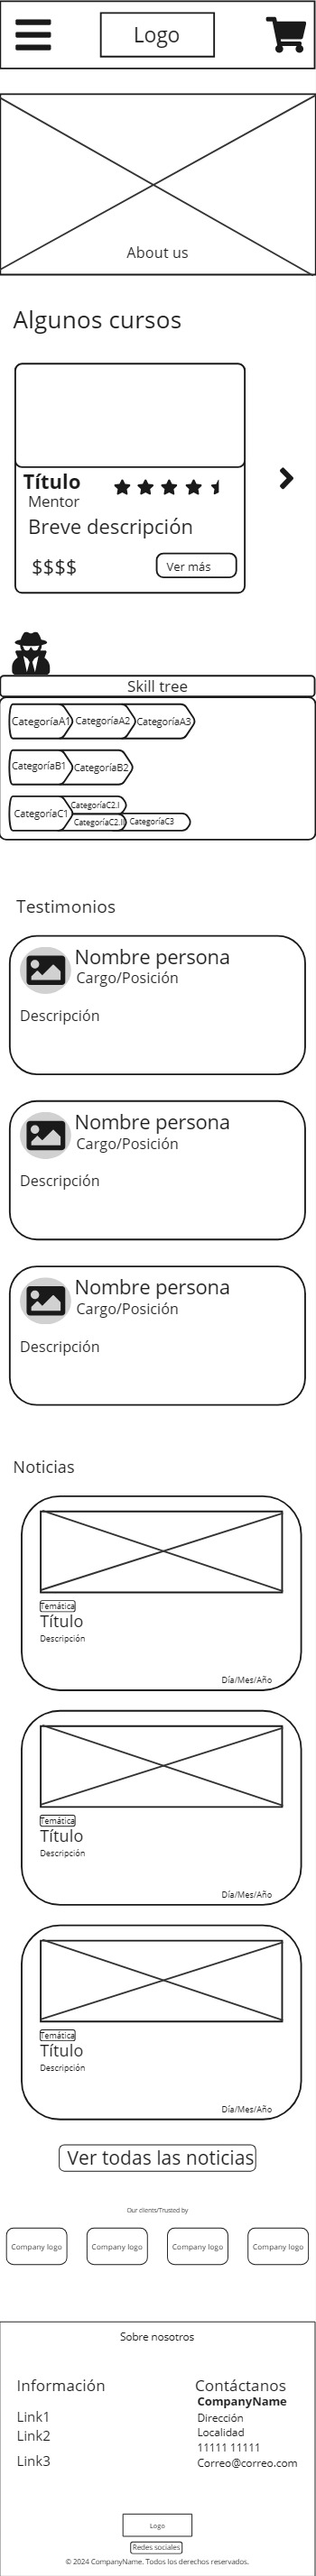 Logo
About us
Algunos cursos
Título
Mentor
Breve descripción
$$$$
Ver más
Skill tree
CategoríaA1 CategoríaA2 CategoríaA3
CategoríaB1 CategoríaB2
CategoríaC1 CategoríaC2.I
CategoríaC2.II CategoríaC3
Testimonios
Nombre persona
Cargo/Posición
Descripción
Nombre persona
Cargo/Posición
Descripción
Nombre persona
Cargo/Posición
Descripción
Noticias
Temática
Título
Descripción
Día/Mes/Año
Temática
Título
Descripción
Día/Mes/Año
Temática
Título
Descripción
Día/Mes/Año
Ver todas las noticias
Our clients/Trusted by
Company logo Company logo Company logo Company logo
Sobre nosotros
Información
Link1
Link2
Link3
Contáctanos
CompanyName
Dirección
Localidad
11111 11111
Correo@correo.com
Logo
Redes sociales
© 2024 CompanyName. Todos los derechos reservados.